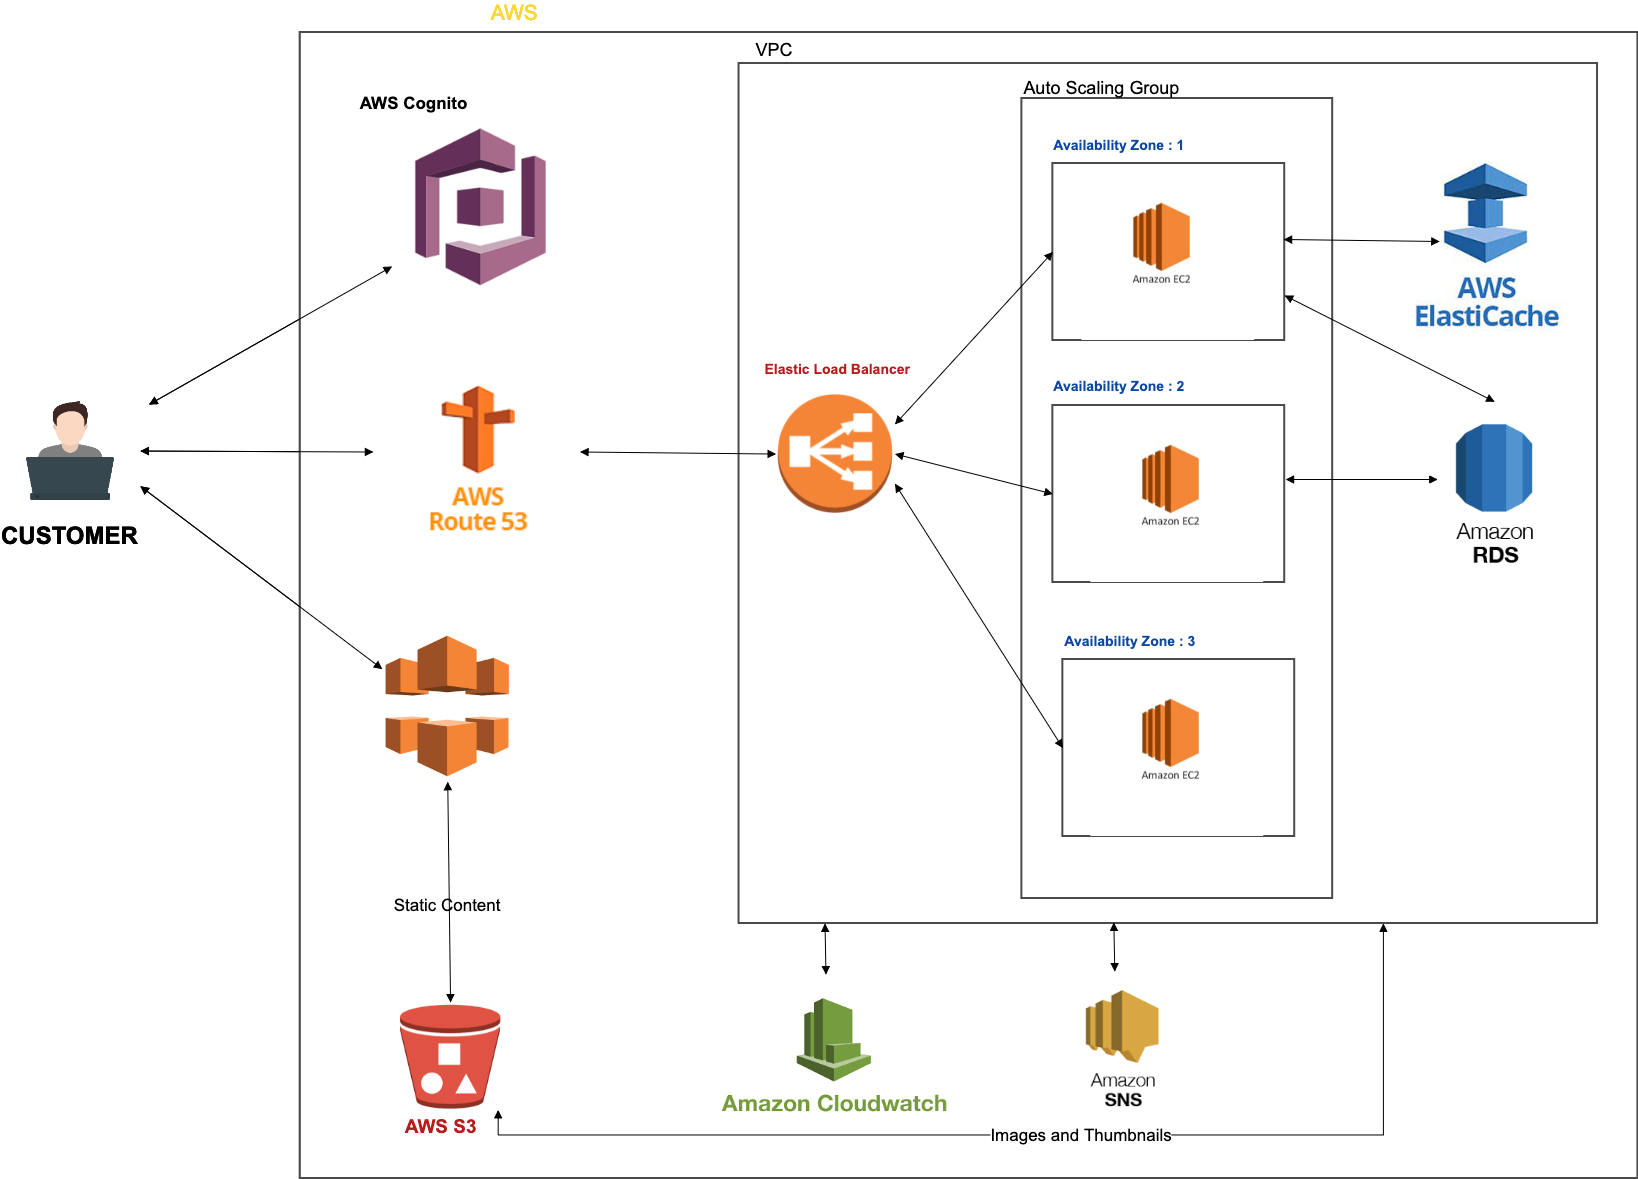 AWS
VPC
Auto Scaling Group
AWS Cognito
Availability Zone : 1
Amazon EC2
AWS
ElastiCache
Elastic Load Balancer
Availability Zone : 2
Amazon EC2
AWS
Route 53
CUSTOMER
Amazon
RDS
Availability Zone : 3
Amazon EC2
Static Content
AWS S3
Amazon Cloudwatch
Amazon
SNS
Images and Thumbnails